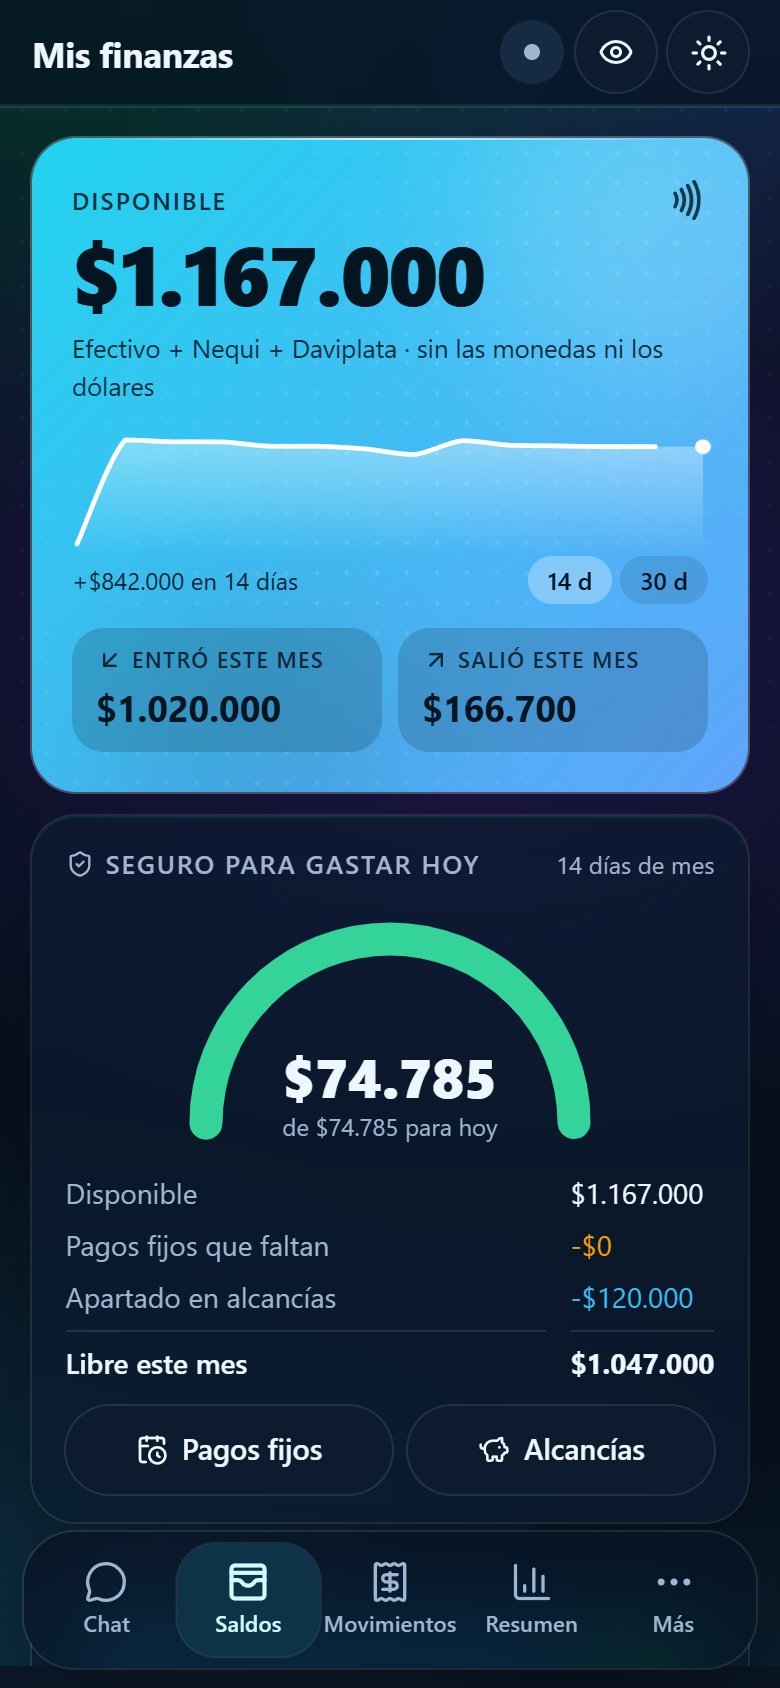 Mis finanzas
DISPONIBLE
$1.167.000
Efectivo + Nequi + Daviplata · sin las monedas ni los
dólares
+$842.000 en 14 días
14 d
30 d
ENTRÓ ESTE MES
$1.020.000
SALIÓ ESTE MES
$166.700
SEGURO PARA GASTAR HOY
14 días de mes
$74.785
de $74.785 para hoy
Disponible $1.167.000
Pagos fijos que faltan -$0
Apartado en alcancías -$120.000
Libre este mes $1.047.000
Pagos fijos
Alcancías
Chat
Saldos
Movimientos
Resumen
Más